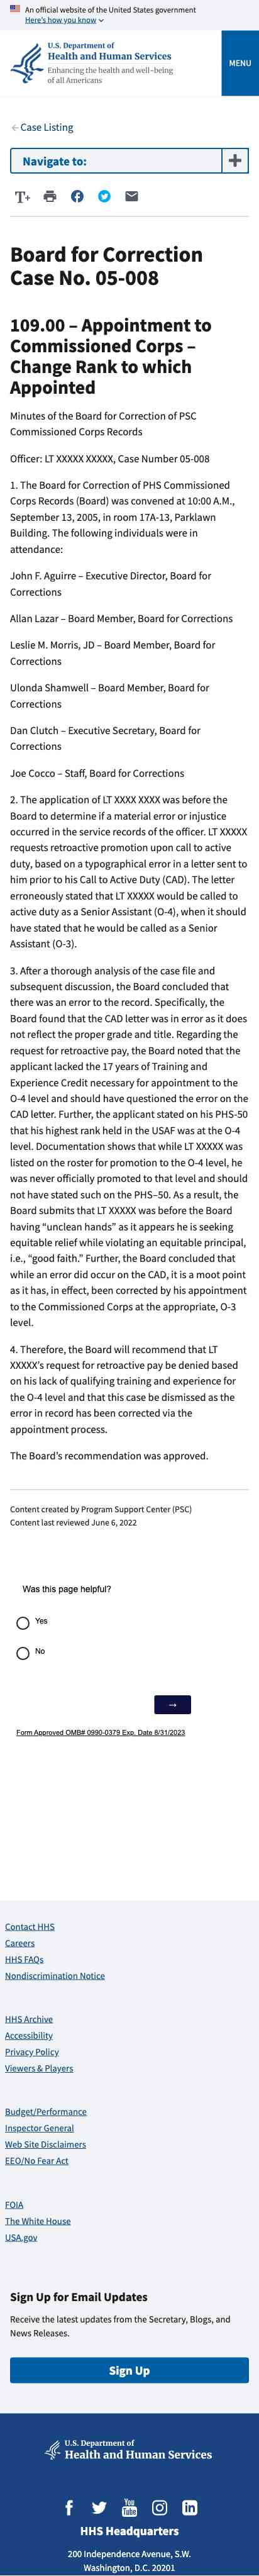 An official website of the United States government
Here's how you know
U.S. Department of
Health and Human Services
Enhancing the health and well-being
of all Americans
MENU
Case Listing
Navigate to:
T+
Board for Correction
Case No. 05-008
109.00 – Appointment to
Commissioned Corps –
Change Rank to which
Appointed
Minutes of the Board for Correction of PSC
Commissioned Corps Records
Officer: LT XXXXX XXXXX, Case Number 05-008
1. The Board for Correction of PHS Commissioned
Corps Records (Board) was convened at 10:00 A.M.,
September 13, 2005, in room 17A-13, Parklawn
Building. The following individuals were in
attendance:
John F. Aguirre – Executive Director, Board for
Corrections
Allan Lazar – Board Member, Board for Corrections
Leslie M. Morris, JD – Board Member, Board for
Corrections
Ulonda Shamwell – Board Member, Board for
Corrections
Dan Clutch – Executive Secretary, Board for
Corrections
Joe Cocco – Staff, Board for Corrections
2. The application of LT XXXX XXXX was before the
Board to determine if a material error or injustice
occurred in the service records of the officer. LT XXXXX
requests retroactive promotion upon call to active
duty, based on a typographical error in a letter sent to
him prior to his Call to Active Duty (CAD). The letter
erroneously stated that LT XXXXX would be called to
active duty as a Senior Assistant (O-4), when it should
have stated that he would be called as a Senior
Assistant (O-3).
3. After a thorough analysis of the case file and
subsequent discussion, the Board concluded that
there was an error to the record. Specifically, the
Board found that the CAD letter was in error as it does
not reflect the proper grade and title. Regarding the
request for retroactive pay, the Board noted that the
applicant lacked the 17 years of Training and
Experience Credit necessary for appointment to the
O-4 level and should have questioned the error on the
CAD letter. Further, the applicant stated on his PHS-50
that his highest rank held in the USAF was at the O-4
level. Documentation shows that while LT XXXXX was
listed on the roster for promotion to the O-4 level, he
was never officially promoted to that level and should
not have stated such on the PHS–50. As a result, the
Board submits that LT XXXXX was before the Board
having “unclean hands” as it appears he is seeking
equitable relief while violating an equitable principal,
i.e., “good faith.” Further, the Board concluded that
while an error did occur on the CAD, it is a moot point
as it has, in effect, been corrected by his appointment
to the Commissioned Corps at the appropriate, O-3
level.
4. Therefore, the Board will recommend that LT
XXXXX’s request for retroactive pay be denied based
on his lack of qualifying training and experience for
the O-4 level and that this case be dismissed as the
error in record has been corrected via the
appointment process.
The Board’s recommendation was approved.
Content created by Program Support Center (PSC)
Content last reviewed June 6, 2022
Was this page helpful?
Yes
No
→
Form Approved OMB# 0990-0379 Exp. Date 8/31/2023
Contact HHS
Careers
HHS FAQs
Nondiscrimination Notice
HHS Archive
Accessibility
Privacy Policy
Viewers & Players
Budget/Performance
Inspector General
Web Site Disclaimers
EEO/No Fear Act
FOIA
The White House
USA.gov
Sign Up for Email Updates
Receive the latest updates from the Secretary, Blogs, and
News Releases.
Sign Up
U.S. Department of
Health and Human Services
You Tube
HHS Headquarters
200 Independence Avenue, S.W.
Washington, D.C. 20201